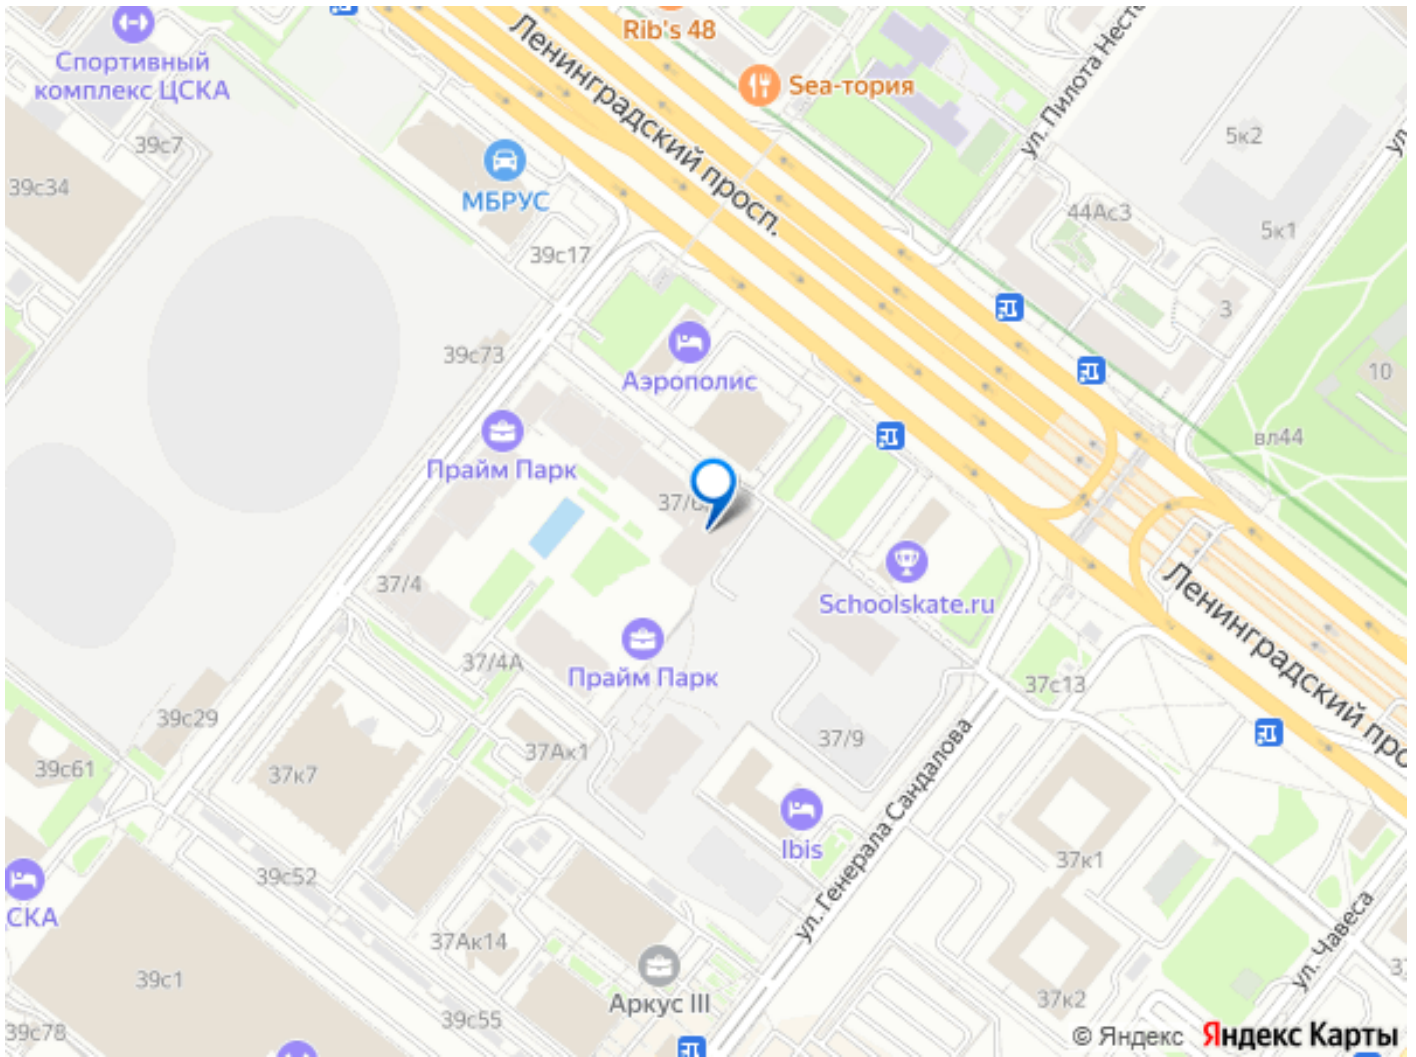 Rib's 48
Спортивный
комплекс ЦСКА
Ленинградский просп.
Sea-тория
39с7
39с34
МБРУС
39с17
5к2
44Ас3
5к1
3
39с73
Аэрополис
10
вл44
Прайм Парк
37/4
Schoolskate.ru
Прайм Парк
37/4А
Ленинградский про
37с13
39с29
37/9
37Ак1
39с61
37к7
ул. Генерала Сандалова
Ibis
37к1
39с52
СКА
37Ак14
ул. Чавеса
39с1
Аркус III
37к2
39с55
39с78
© Яндекс Яндекс Карты